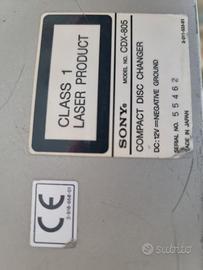 CLASS 1
LASER PRODUCT
SONY®
MODEL NO. CDX-805
COMPACT DISC CHANGER
DC:12V⎓NEGATIVE GROUND
SERIAL NO. 55462
MADE IN JAPAN
CE
subito